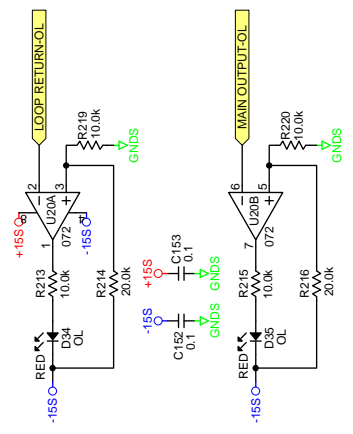 LOOP RETURN-OL
R219
10.0k
GNDS
2
3
+15S
8
U20A
4
-15S
1
072
R213
10.0k
R214
20.0k
RED
D34
OL
-15S
+15S
C153
0.1
GNDS
-15S
C152
0.1
GNDS
MAIN OUTPUT-OL
R220
10.0k
GNDS
6
5
U20B
7
072
R215
10.0k
R216
20.0k
RED
D35
OL
-15S